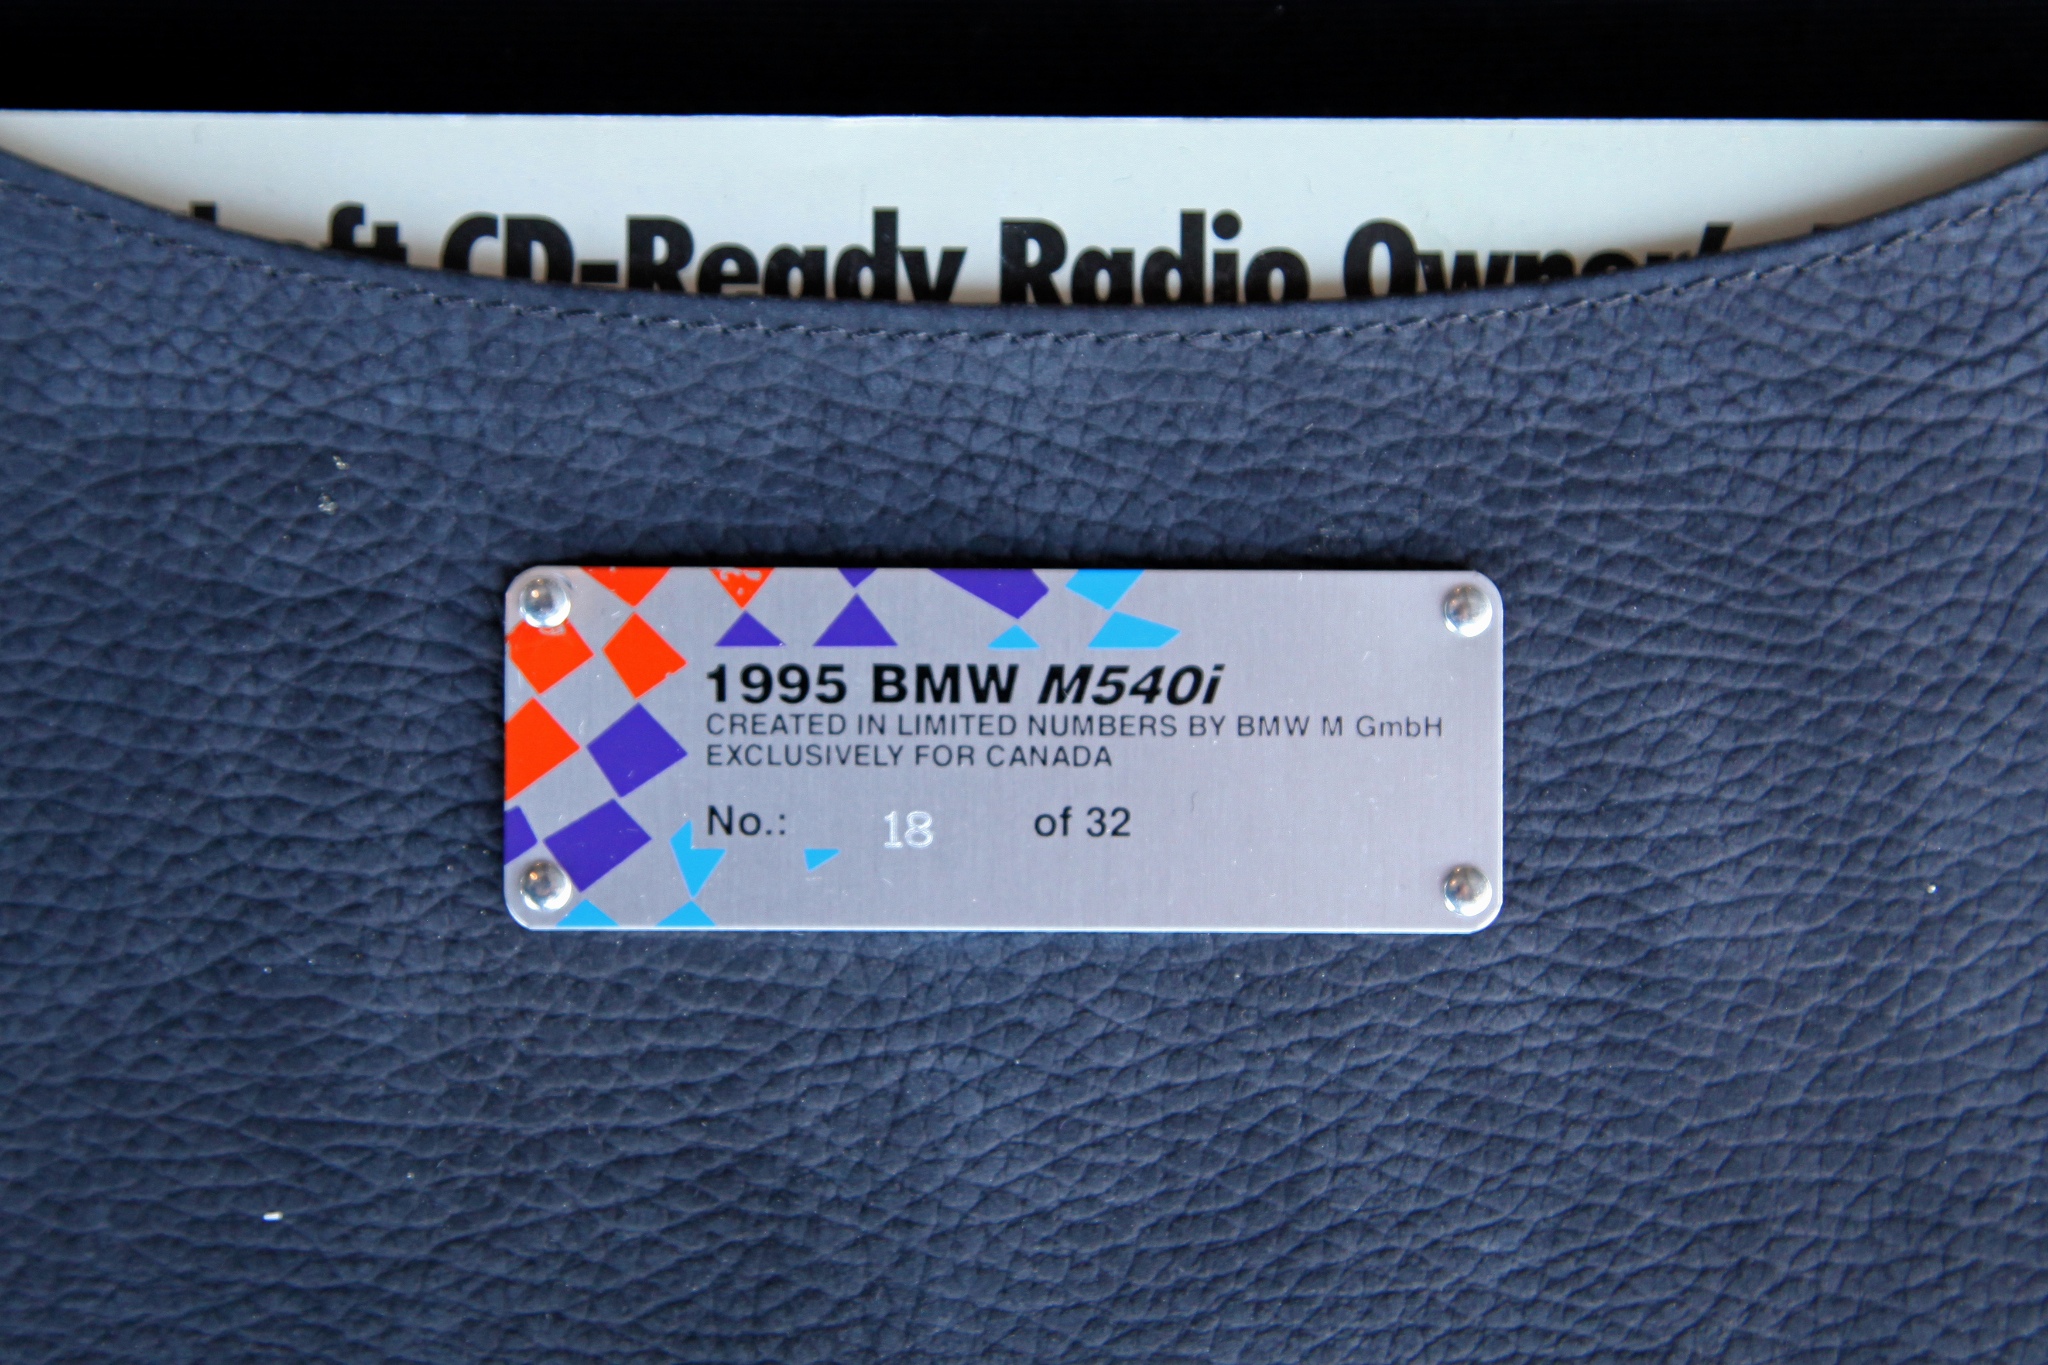 CD-Ready Radio Owner's
1995 BMW M540i
CREATED IN LIMITED NUMBERS BY BMW M GmbH
EXCLUSIVELY FOR CANADA
No.: 18 of 32